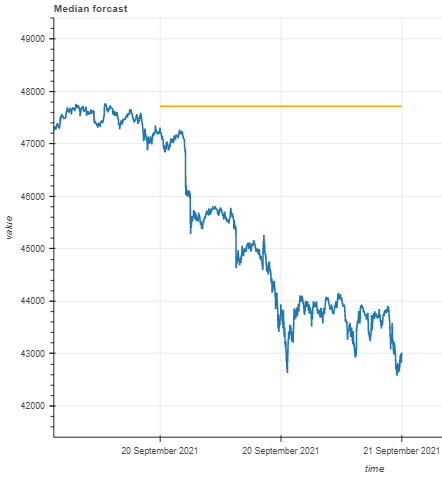 Median forcast
49000
48000
47000
46000
45000
44000
43000
42000
value
20 September 2021
20 September 2021
21 September 2021
time